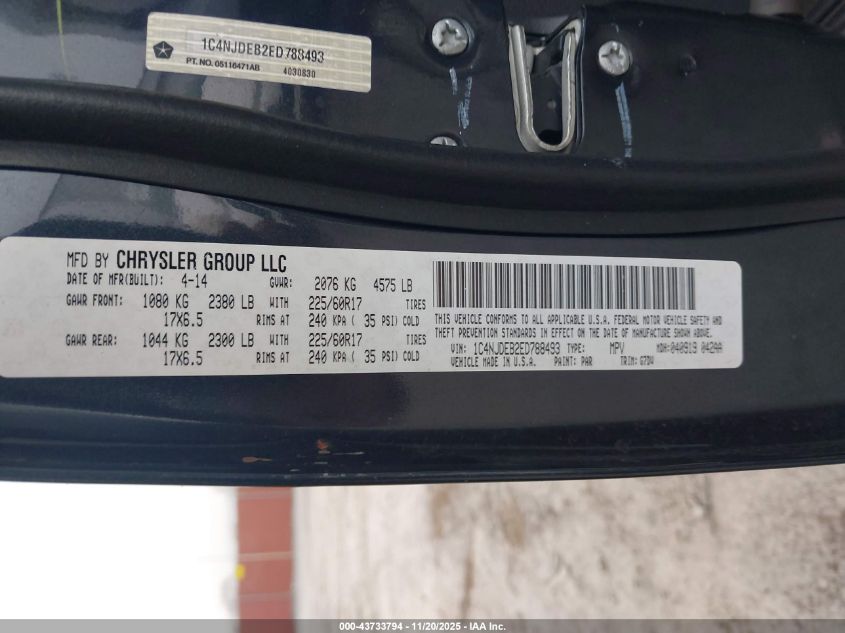 1C4NJDEB2ED788493
PT. NO. 05116471AB 4030830
MFD BY CHRYSLER GROUP LLC
DATE OF MFR(BUILT): 4-14 GVWR: 2076 KG 4575 LB
GAWR FRONT: 1080 KG 2380 LB WITH 225/60R17 TIRES
17X6.5 RIMS AT 240 KPA ( 35 PSI) COLD
GAWR REAR: 1044 KG 2300 LB WITH 225/60R17 TIRES
17X6.5 RIMS AT 240 KPA ( 35 PSI) COLD
THIS VEHICLE CONFORMS TO ALL APPLICABLE U.S.A. FEDERAL MOTOR VEHICLE SAFETY AND
THEFT PREVENTION STANDARDS IN EFFECT ON THE DATE OF MANUFACTURE SHOWN ABOVE.
VIN: 1C4NJDEB2ED788493 TYPE: MPV MDH:040919 042AA
VEHICLE MADE IN U.S.A. PAINT: PAR TRIM: G7DV
000-43733794 - 11/20/2025 - IAA Inc.